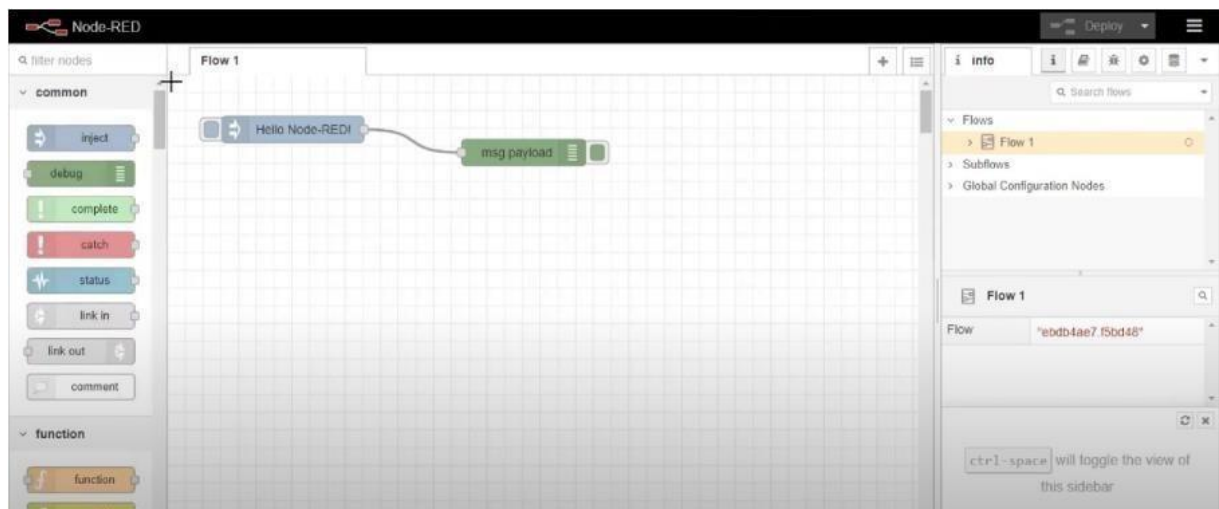 Node-RED
Deploy
filter nodes
Flow 1
i info
common
Search flows
inject
Hello Node-RED!
Flows
Flow 1
msg.payload
debug
Subflows
Global Configuration Nodes
complete
catch
status
Flow 1
link in
Flow "ebdb4ae7.f5bd48"
link out
comment
function
ctrl-space will toggle the view of
this sidebar
function